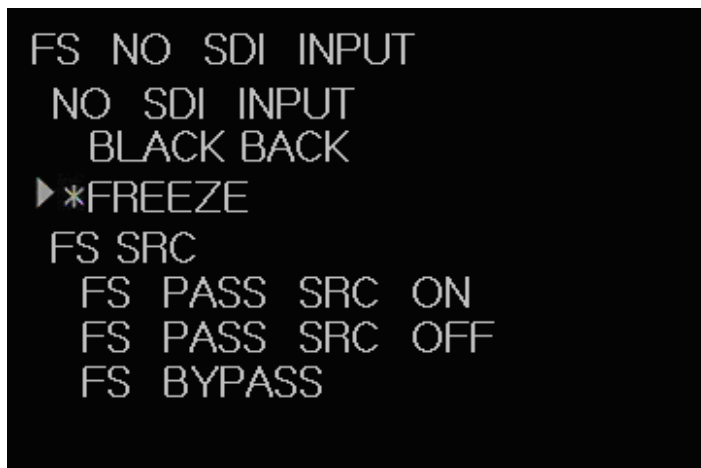 FS NO SDI INPUT
NO SDI INPUT
BLACK BACK
*FREEZE
FS SRC
FS PASS SRC ON
FS PASS SRC OFF
FS BYPASS